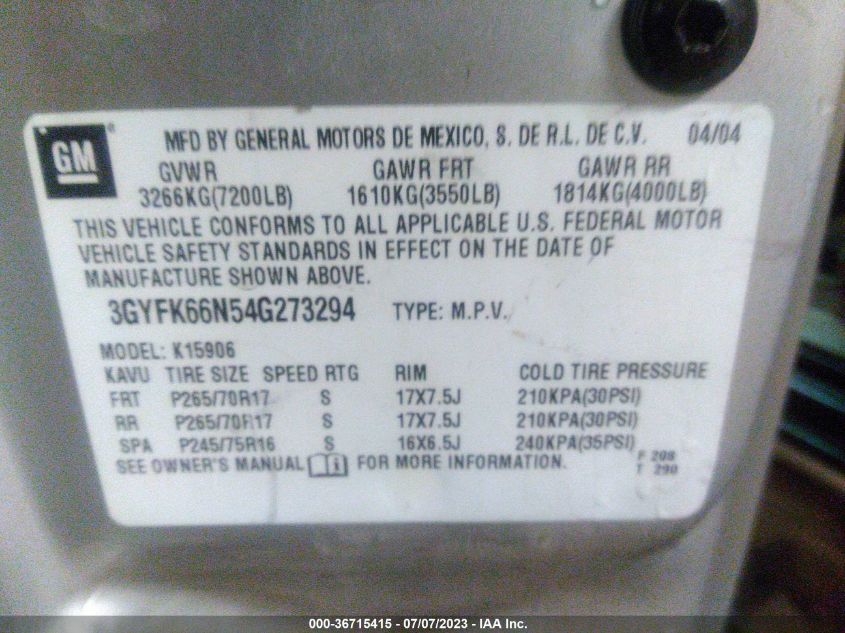 GM
MFD BY GENERAL MOTORS DE MEXICO, S. DE R.L. DE C.V. 04/04
GVWR GAWR FRT GAWR RR
3266KG(7200LB) 1610KG(3550LB) 1814KG(4000LB)
THIS VEHICLE CONFORMS TO ALL APPLICABLE U.S. FEDERAL MOTOR
VEHICLE SAFETY STANDARDS IN EFFECT ON THE DATE OF
MANUFACTURE SHOWN ABOVE.
3GYFK66N54G273294 TYPE: M.P.V.
MODEL: K15906
KAVU TIRE SIZE SPEED RTG RIM COLD TIRE PRESSURE
FRT P265/70R17 S 17X7.5J 210KPA(30PSI)
RR P265/70R17 S 17X7.5J 210KPA(30PSI)
SPA P245/75R16 S 16X6.5J 240KPA(35PSI)
SEE OWNER'S MANUAL i FOR MORE INFORMATION.
F 208
T 290
000-36715415 - 07/07/2023 - IAA Inc.